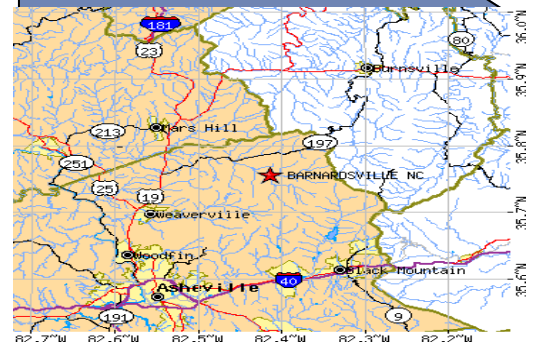 181
23
80
36.0°N
Burnsville
35.9°N
213
Mars Hill
197
35.8°N
251
BARNARDSVILLE NC
25
19
35.7°N
Weaverville
Woodfin
Black Mountain
35.6°N
40
Asheville
191
9
82.7°W 82.6°W 82.5°W 82.4°W 82.3°W 82.2°W